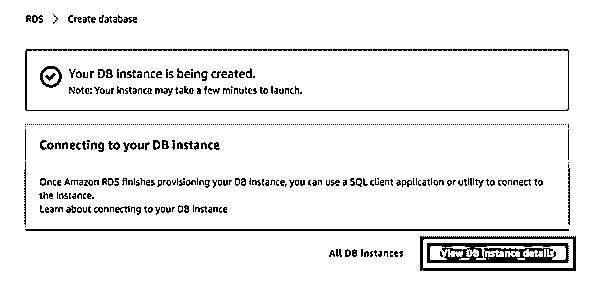 RDS > Create database
Your DB instance is being created.
Note: Your instance may take a few minutes to launch.
Connecting to your DB instance
Once Amazon RDS finishes provisioning your DB instance, you can use a SQL client application or utility to connect to
the instance.
Learn about connecting to your DB instance
All DB instances
View DB instance details